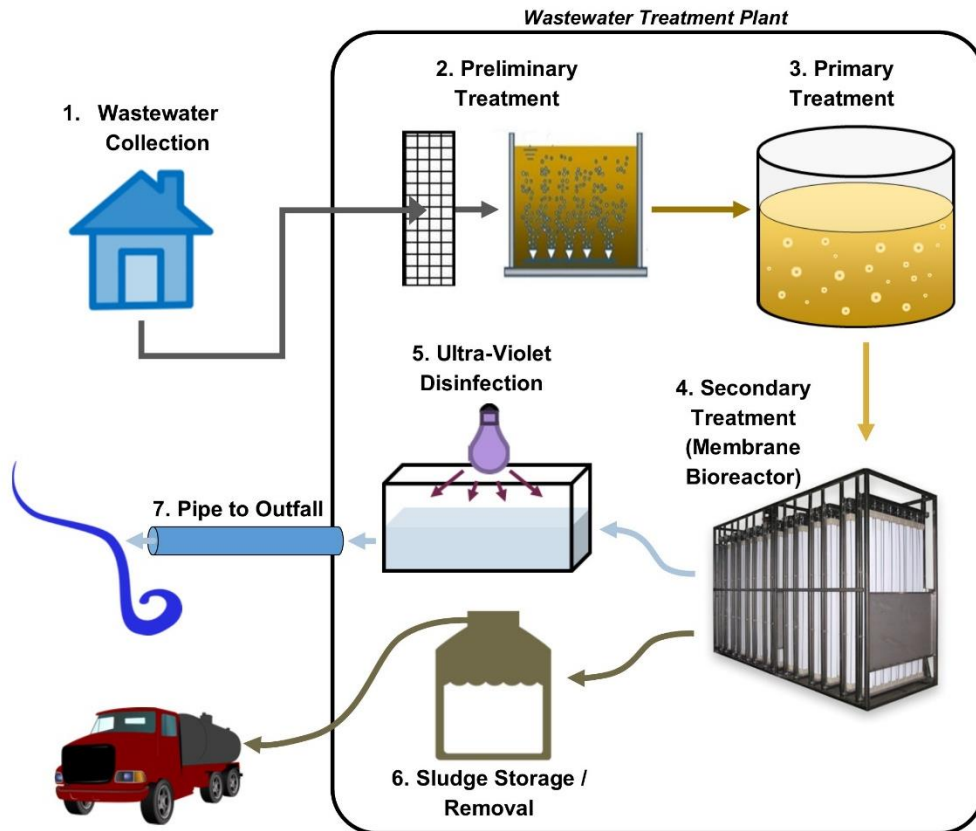 Wastewater Treatment Plant
1. Wastewater
Collection
2. Preliminary
Treatment
3. Primary
Treatment
4. Secondary
Treatment
(Membrane
Bioreactor)
5. Ultra-Violet
Disinfection
6. Sludge Storage /
Removal
7. Pipe to Outfall